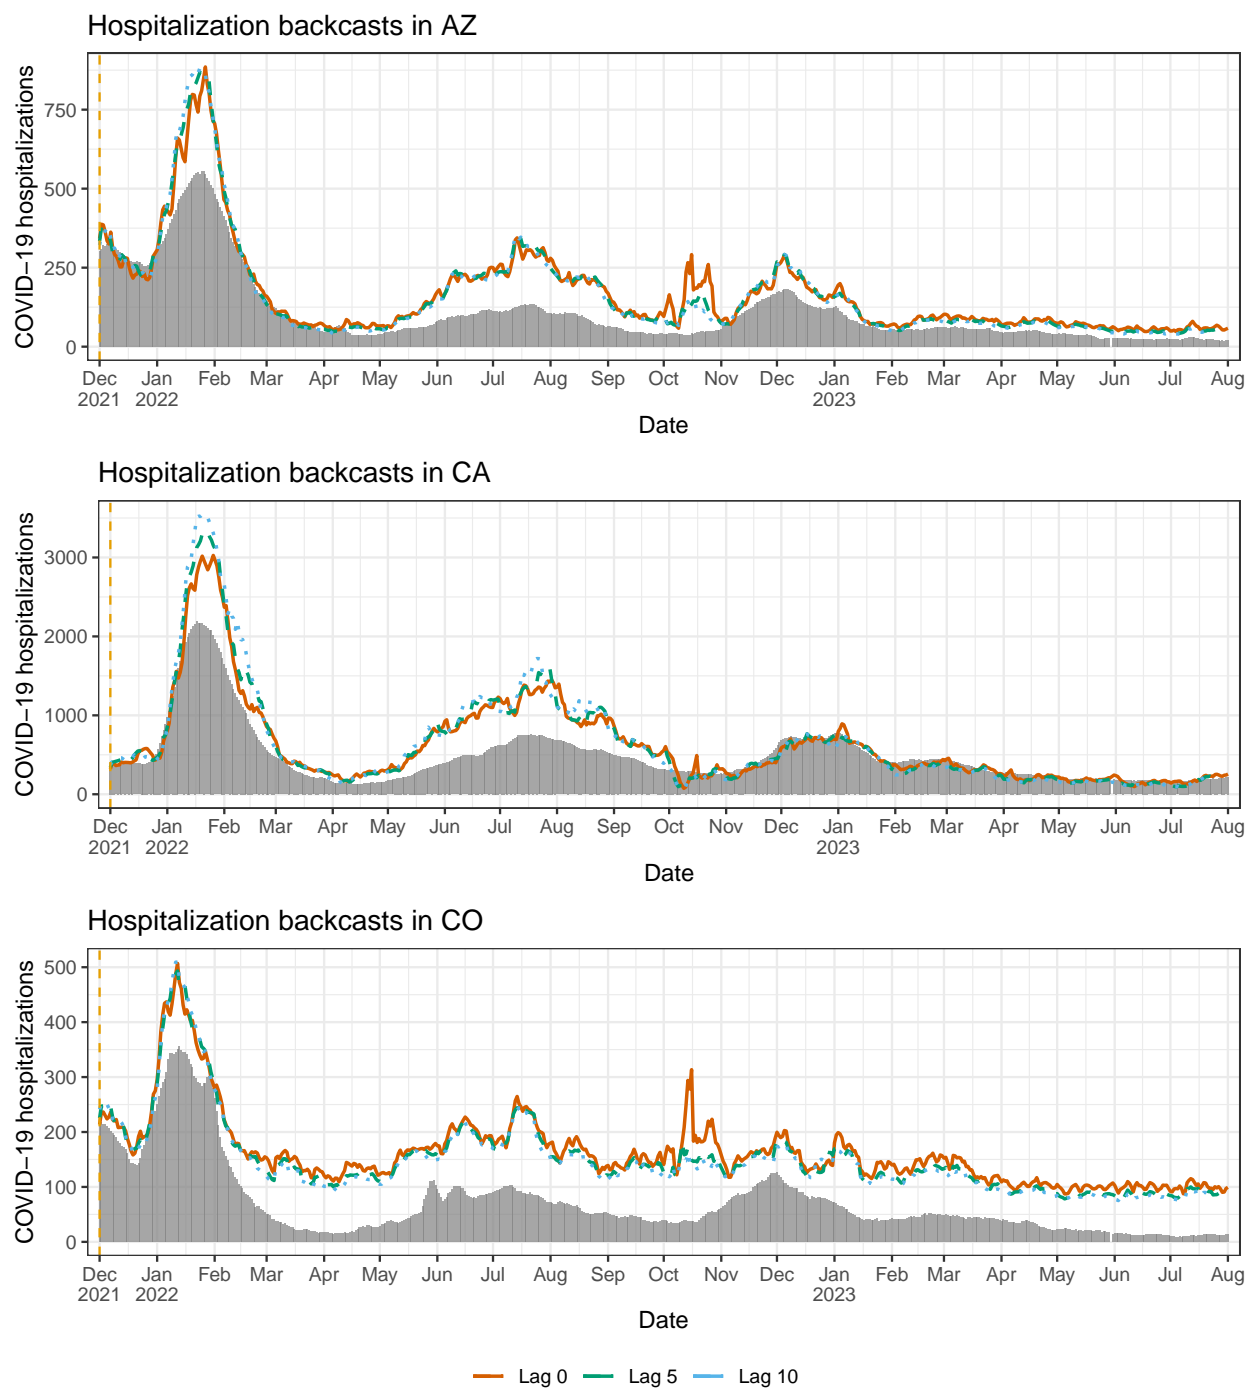 Hospitalization backcasts in AZ
COVID−19 hospitalizations
750
500
250
0
Dec Jan Feb Mar Apr May Jun Jul Aug Sep Oct Nov Dec Jan Feb Mar Apr May Jun Jul Aug
2021 2022 2023
Date
Hospitalization backcasts in CA
COVID−19 hospitalizations
3000
2000
1000
0
Dec Jan Feb Mar Apr May Jun Jul Aug Sep Oct Nov Dec Jan Feb Mar Apr May Jun Jul Aug
2021 2022 2023
Date
Hospitalization backcasts in CO
COVID−19 hospitalizations
500
400
300
200
100
0
Dec Jan Feb Mar Apr May Jun Jul Aug Sep Oct Nov Dec Jan Feb Mar Apr May Jun Jul Aug
2021 2022 2023
Date
Lag 0 Lag 5 Lag 10